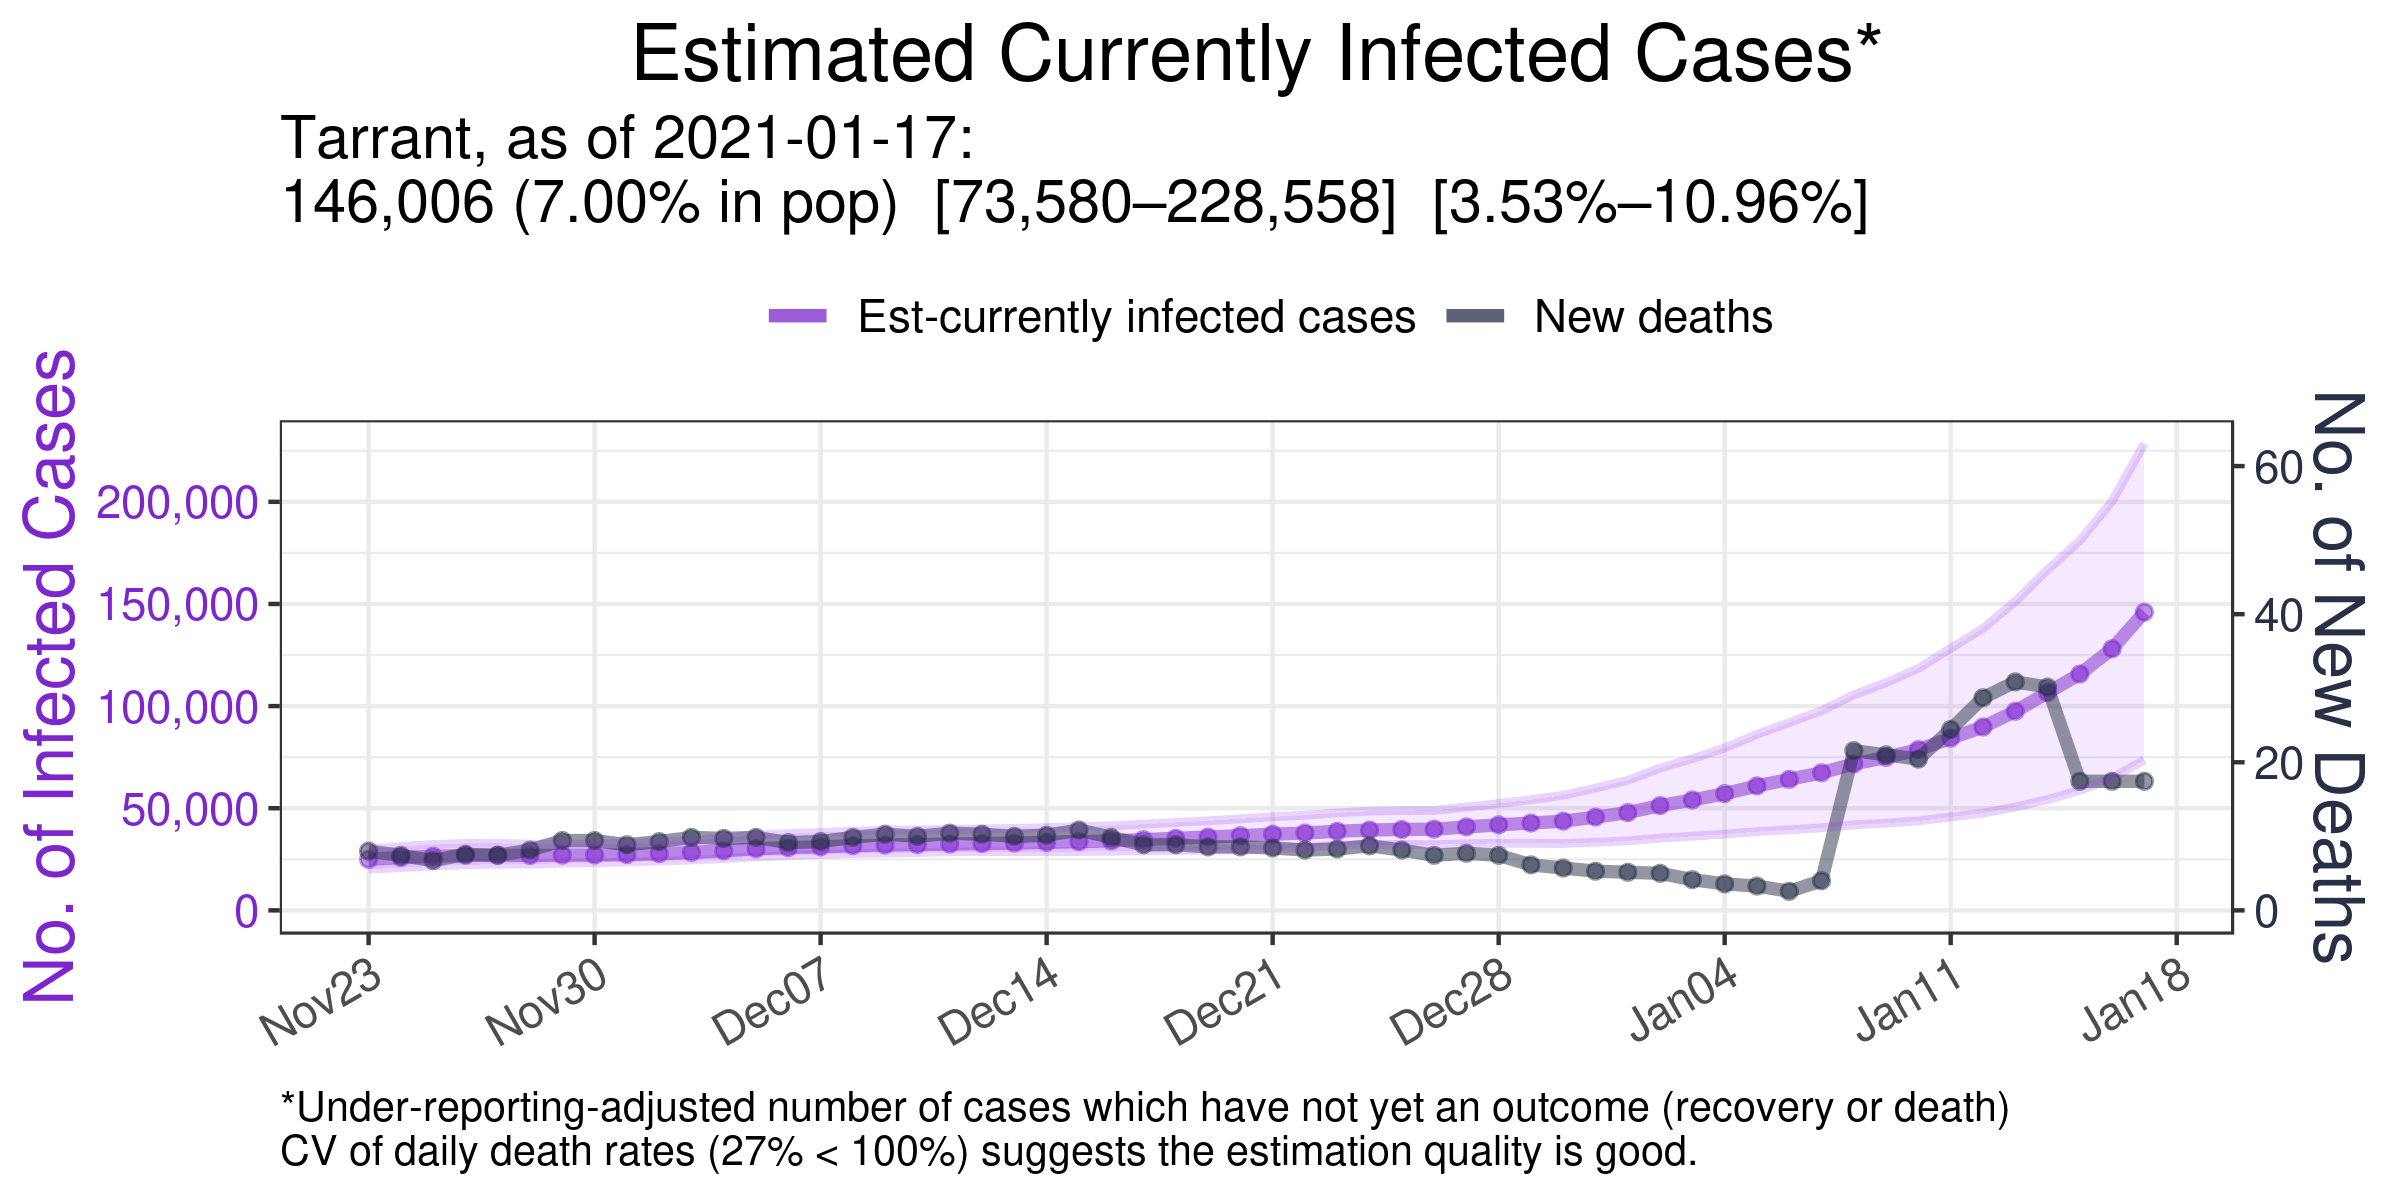 Estimated Currently Infected Cases*
Tarrant, as of 2021-01-17:
146,006 (7.00% in pop)  [73,580–228,558]  [3.53%–10.96%]
Est-currently infected cases
New deaths
No. of Infected Cases
200,000
150,000
100,000
50,000
0
60
40
20
0
No. of New Deaths
Nov23
Nov30
Dec07
Dec14
Dec21
Dec28
Jan04
Jan11
Jan18
*Under-reporting-adjusted number of cases which have not yet an outcome (recovery or death)
CV of daily death rates (27% < 100%) suggests the estimation quality is good.